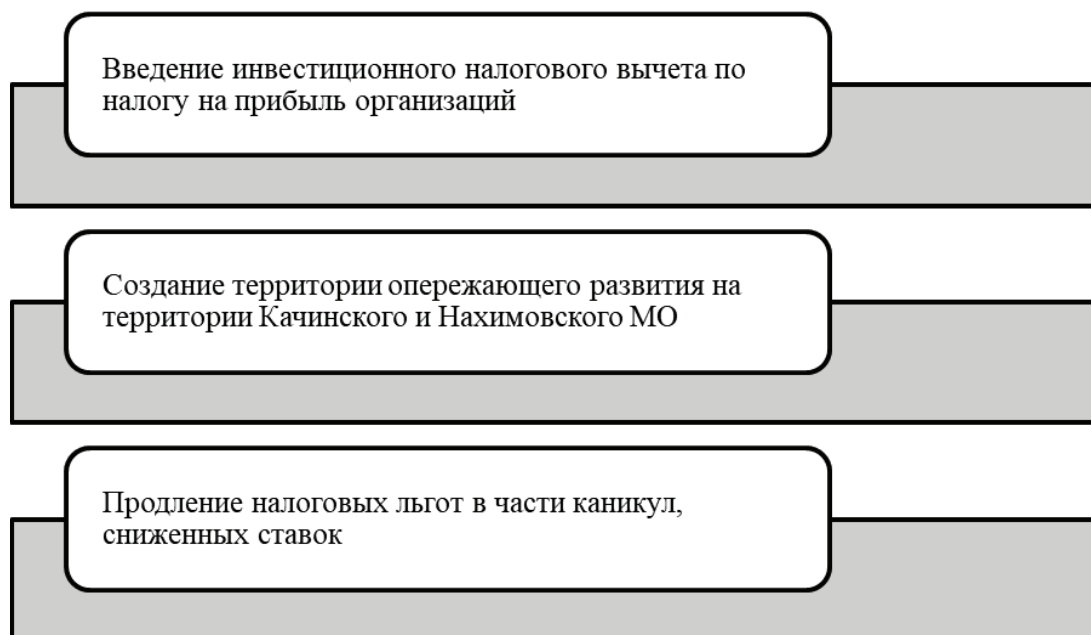 Введение инвестиционного налогового вычета по
налогу на прибыль организаций
Создание территории опережающего развития на
территории Качинского и Нахимовского МО
Продление налоговых льгот в части каникул,
сниженных ставок